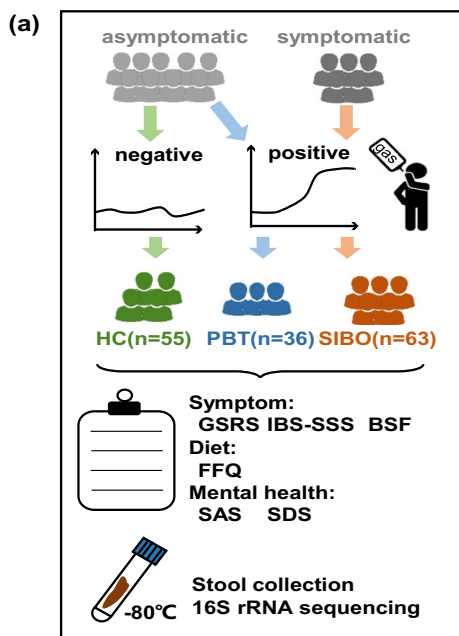 (a)
asymptomatic symptomatic
negative positive
gas
HC(n=55) PBT(n=36) SIBO(n=63)
Symptom:
GSRS IBS-SSS BSF
Diet:
FFQ
Mental health:
SAS SDS
-80℃
Stool collection
16S rRNA sequencing